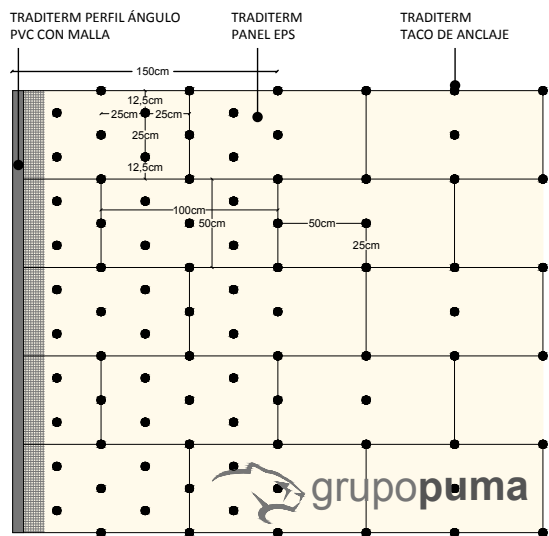 TRADITERM PERFIL ÁNGULO
PVC CON MALLA
TRADITERM
PANEL EPS
TRADITERM
TACO DE ANCLAJE
150cm
12,5cm
25cm
25cm
25cm
12,5cm
100cm
50cm
50cm
25cm
grupopuma